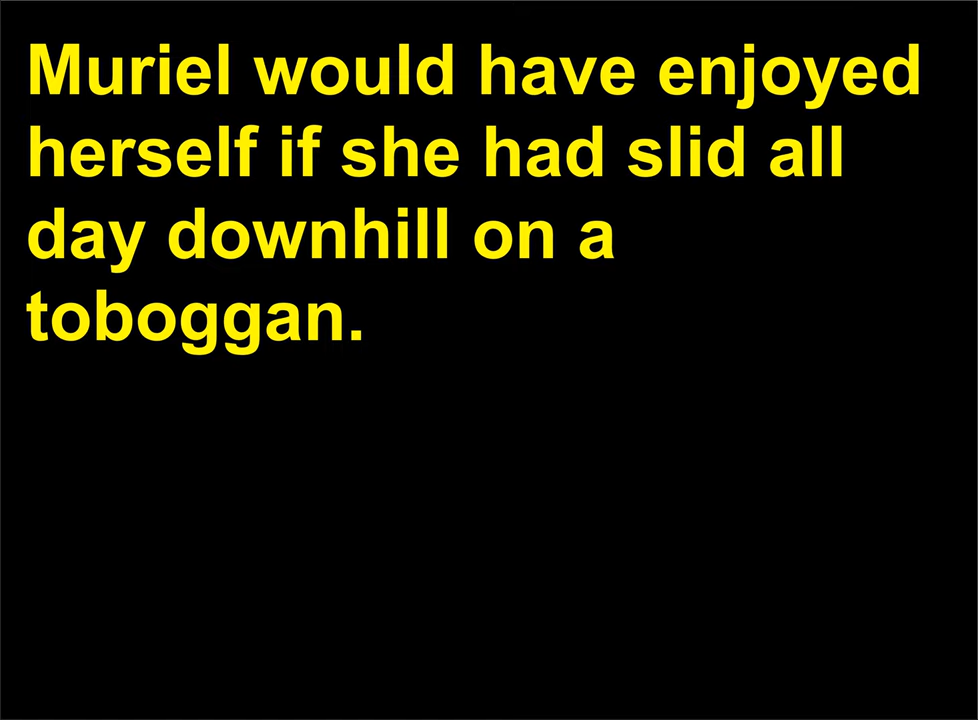 Muriel would have enjoyed
herself if she had slid all
day downhill on a
toboggan.